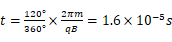 t = 120°/360° × 2πm/qB = 1.6 × 10⁻⁵s